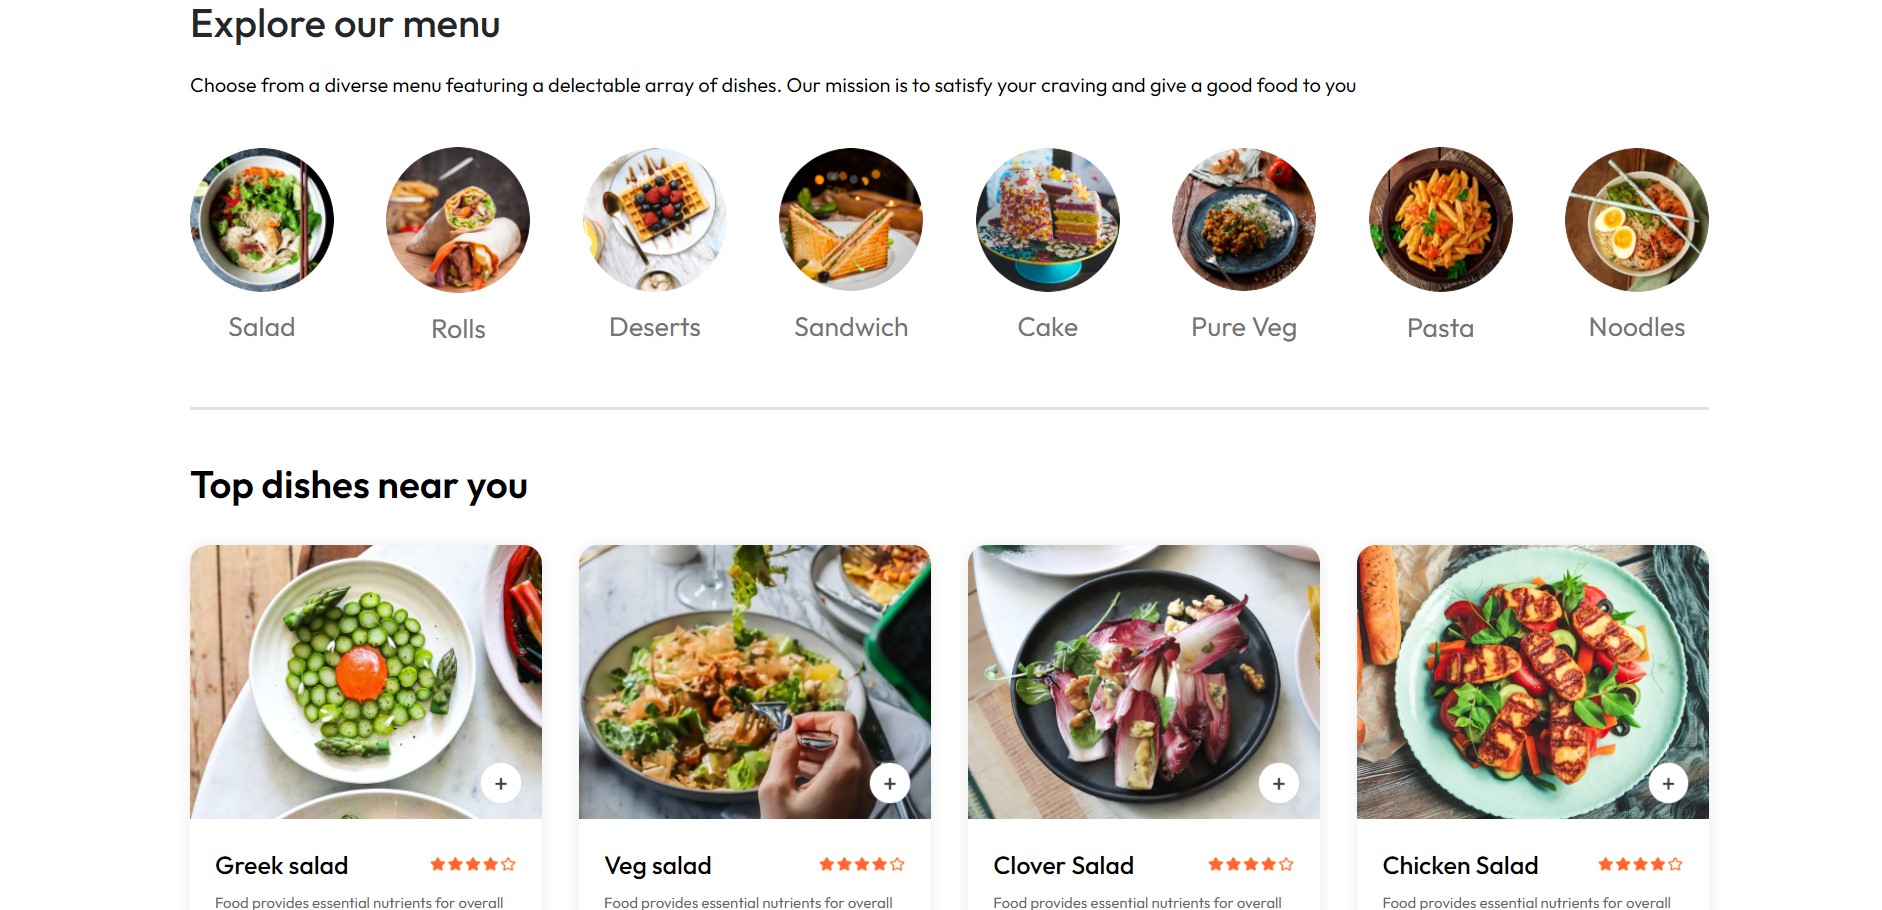 Explore our menu
Choose from a diverse menu featuring a delectable array of dishes. Our mission is to satisfy your craving and give a good food to you
Salad
Rolls
Deserts
Sandwich
Cake
Pure Veg
Pasta
Noodles
Top dishes near you
Greek salad
Food provides essential nutrients for overall
Veg salad
Food provides essential nutrients for overall
Clover Salad
Food provides essential nutrients for overall
Chicken Salad
Food provides essential nutrients for overall